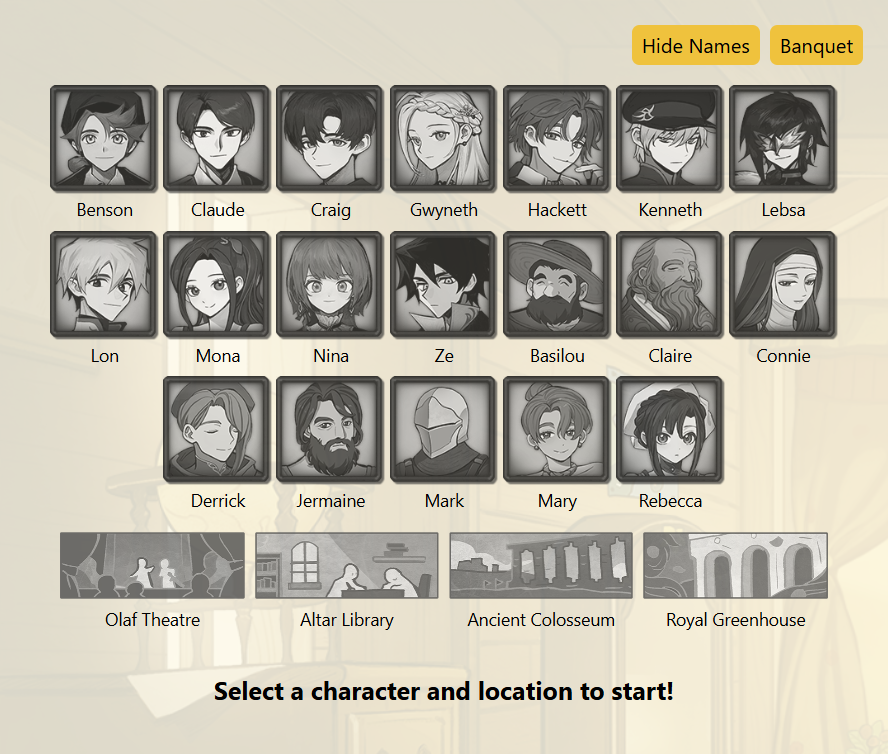 Hide Names Banquet
Benson Claude Craig Gwyneth Hackett Kenneth Lebsa
Lon Mona Nina Ze Basilou Claire Connie
Derrick Jermaine Mark Mary Rebecca
Olaf Theatre Altar Library Ancient Colosseum Royal Greenhouse
Select a character and location to start!